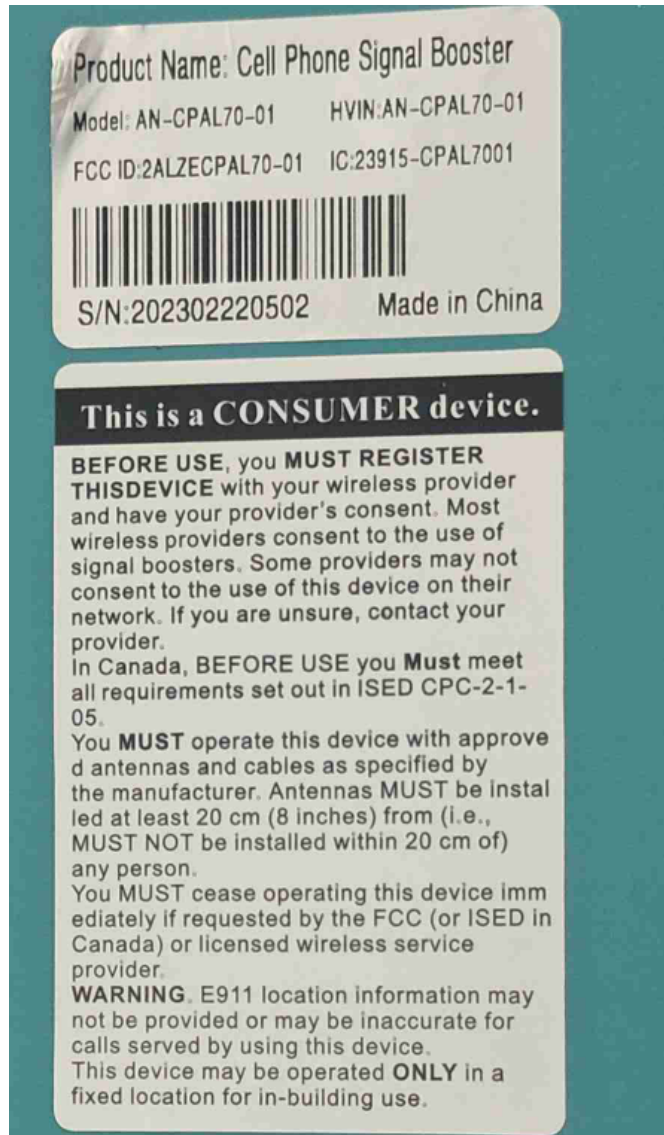 Product Name: Cell Phone Signal Booster
Model: AN-CPAL70-01 HVIN:AN-CPAL70-01
FCC ID:2ALZECPAL70-01 IC:23915-CPAL7001
S/N:202302220502 Made in China
This is a CONSUMER device.
BEFORE USE, you MUST REGISTER
THISDEVICE with your wireless provider
and have your provider's consent. Most
wireless providers consent to the use of
signal boosters. Some providers may not
consent to the use of this device on their
network. If you are unsure, contact your
provider.
In Canada, BEFORE USE you Must meet
all requirements set out in ISED CPC-2-1-
05.
You MUST operate this device with approve
d antennas and cables as specified by
the manufacturer. Antennas MUST be instal
led at least 20 cm (8 inches) from (i.e.,
MUST NOT be installed within 20 cm of)
any person.
You MUST cease operating this device imm
ediately if requested by the FCC (or ISED in
Canada) or licensed wireless service
provider.
WARNING. E911 location information may
not be provided or may be inaccurate for
calls served by using this device.
This device may be operated ONLY in a
fixed location for in-building use.